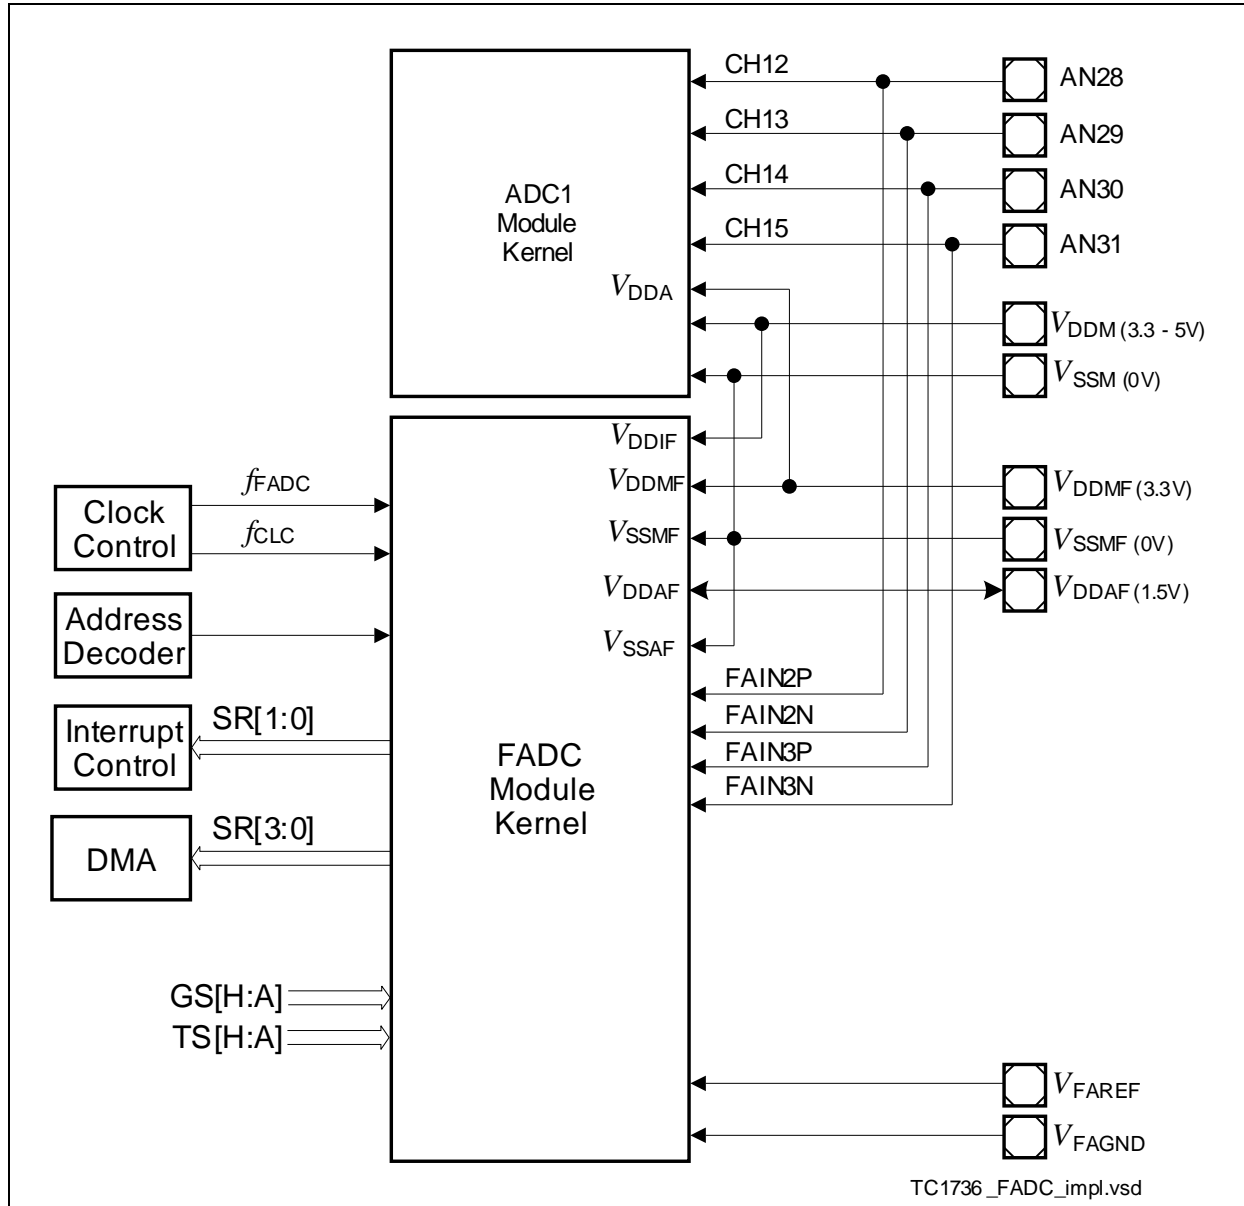 CH12
AN28
CH13
AN29
CH14
AN30
CH15
AN31
ADC1
Module
Kernel
VDDA
VDDM (3.3 - 5V)
VSSM (0V)
VDDIF
VDDMF
VDDMF (3.3V)
VSSMF
VSSMF (0V)
VDDAF
VDDAF (1.5V)
VSSAF
Clock
Control
fFADC
fCLC
Address
Decoder
Interrupt
Control
SR[1:0]
DMA
SR[3:0]
FAIN2P
FAIN2N
FAIN3P
FAIN3N
FADC
Module
Kernel
GS[H:A]
TS[H:A]
VFAREF
VFAGND
TC1736_FADC_impl.vsd